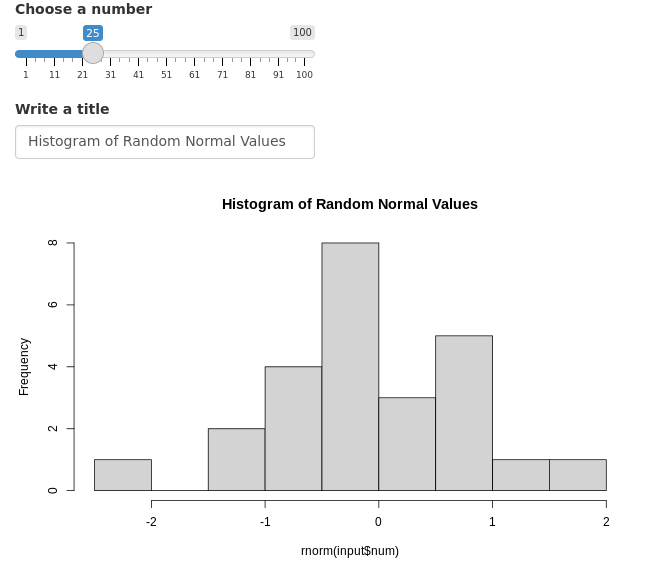 Choose a number
1 25 100
1 11 21 31 41 51 61 71 81 91 100
Write a title
Histogram of Random Normal Values
Histogram of Random Normal Values
8
6
4
2
0
Frequency
-2 -1 0 1 2
rnorm(input$num)